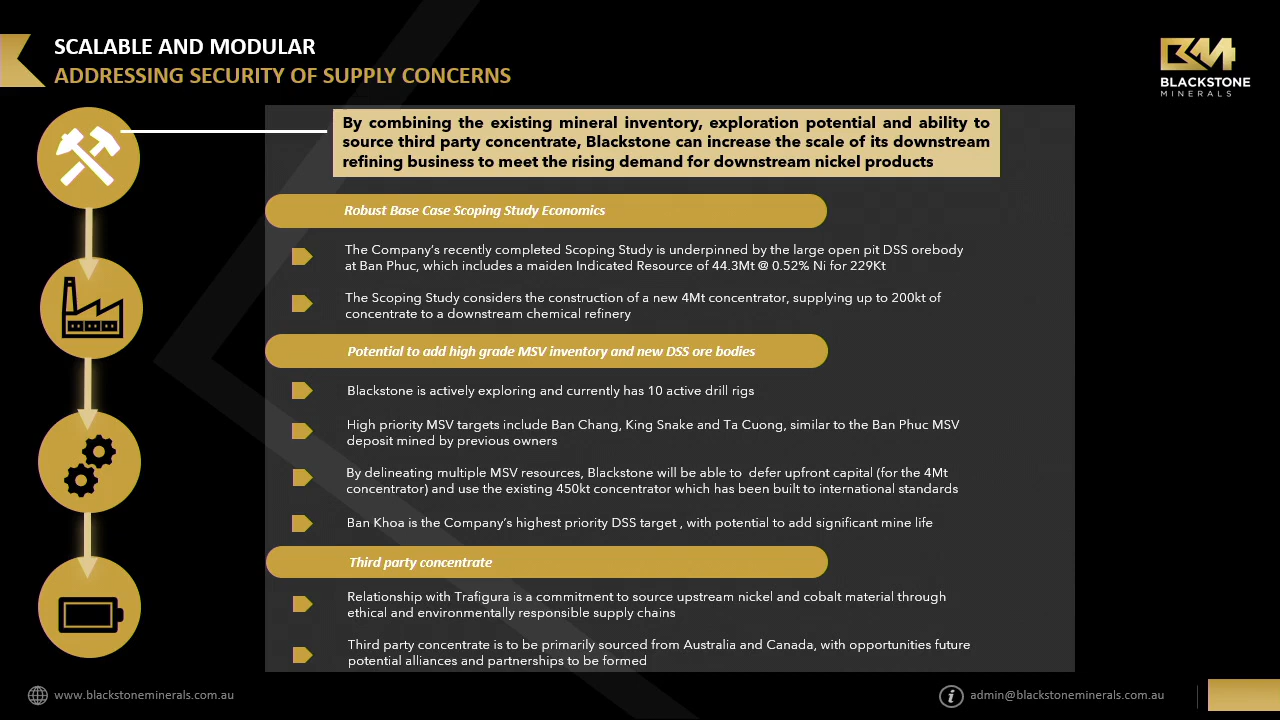 SCALABLE AND MODULAR
ADDRESSING SECURITY OF SUPPLY CONCERNS
BLACKSTONE
MINERALS
By combining the existing mineral inventory, exploration potential and ability to
source third party concentrate, Blackstone can increase the scale of its downstream
refining business to meet the rising demand for downstream nickel products
Robust Base Case Scoping Study Economics
The Company's recently completed Scoping Study is underpinned by the large open pit DSS orebody
at Ban Phuc, which includes a maiden Indicated Resource of 44.3Mt @ 0.52% Ni for 229Kt
The Scoping Study considers the construction of a new 4Mt concentrator, supplying up to 200kt of
concentrate to a downstream chemical refinery
Potential to add high grade MSV inventory and new DSS ore bodies
Blackstone is actively exploring and currently has 10 active drill rigs
High priority MSV targets include Ban Chang, King Snake and Ta Cuong, similar to the Ban Phuc MSV
deposit mined by previous owners
By delineating multiple MSV resources, Blackstone will be able to  defer upfront capital (for the 4Mt
concentrator) and use the existing 450kt concentrator which has been built to international standards
Ban Khoa is the Company's highest priority DSS target , with potential to add significant mine life
Third party concentrate
Relationship with Trafigura is a commitment to source upstream nickel and cobalt material through
ethical and environmentally responsible supply chains
Third party concentrate is to be primarily sourced from Australia and Canada, with opportunities future
potential alliances and partnerships to be formed
www.blackstoneminerals.com.au
admin@blackstoneminerals.com.au